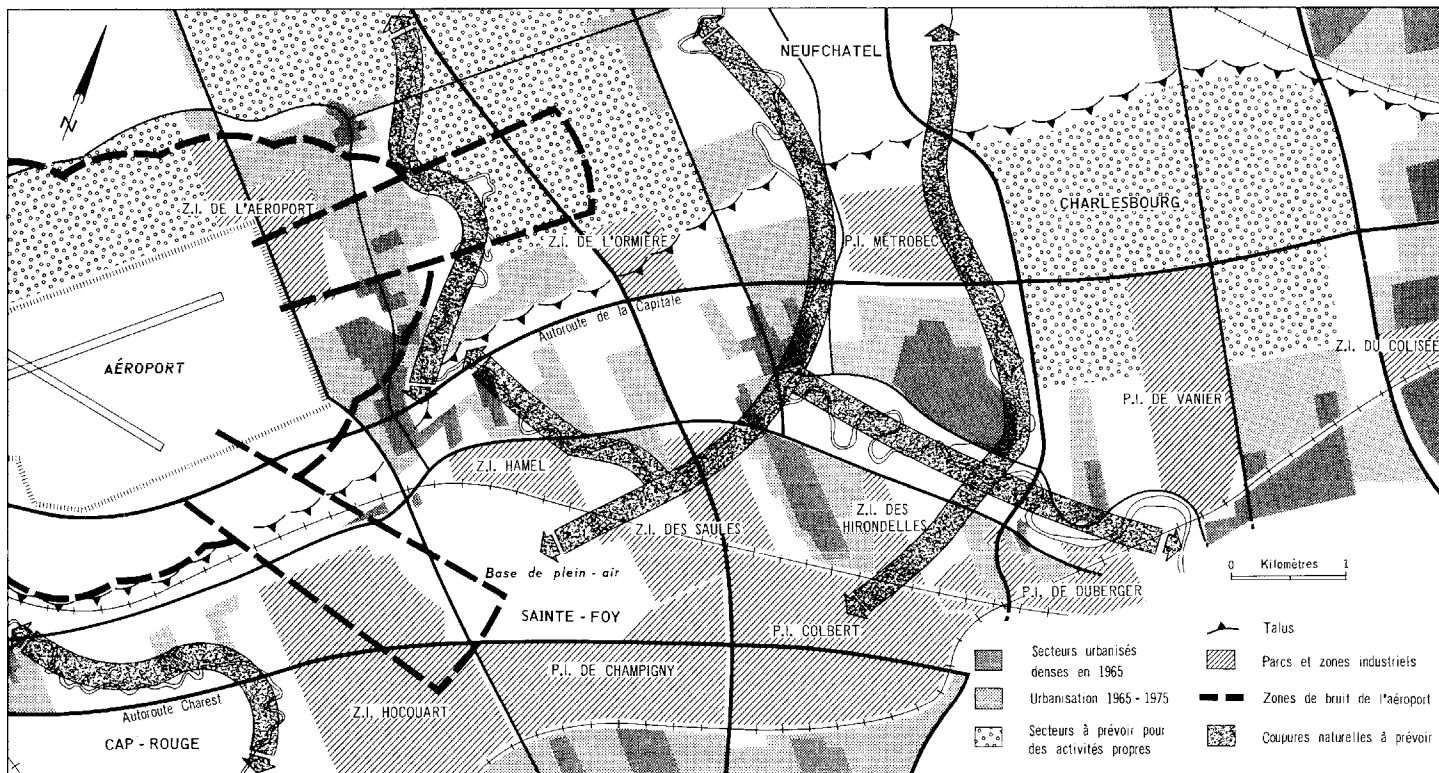 N
NEUFCHATEL
Z.I. DE L'AÉROPORT
CHARLESBOURG
Z.I. DE L'ORMIÈRE
P.I. MÉTROBEC
Autoroute de la Capitale
Z.I. DU COLISÉE
AÉROPORT
P.I. DE VANIER
Z.I. HAMEL
Z.I. DES SAULES
Z.I. DES
HIRONDELLES
Base de plein-air
P.I. DE DUBERGER
SAINTE-FOY
P.I. COLBERT
P.I. DE CHAMPIGNY
Z.I. HOCQUART
Autoroute Charest
CAP-ROUGE
0 Kilomètres 1
Secteurs urbanisés
denses en 1965
Urbanisation 1965-1975
Secteurs à prévoir pour
des activités propres
Talus
Parcs et zones industriels
Zones de bruit de l'aéroport
Coupures naturelles à prévoir